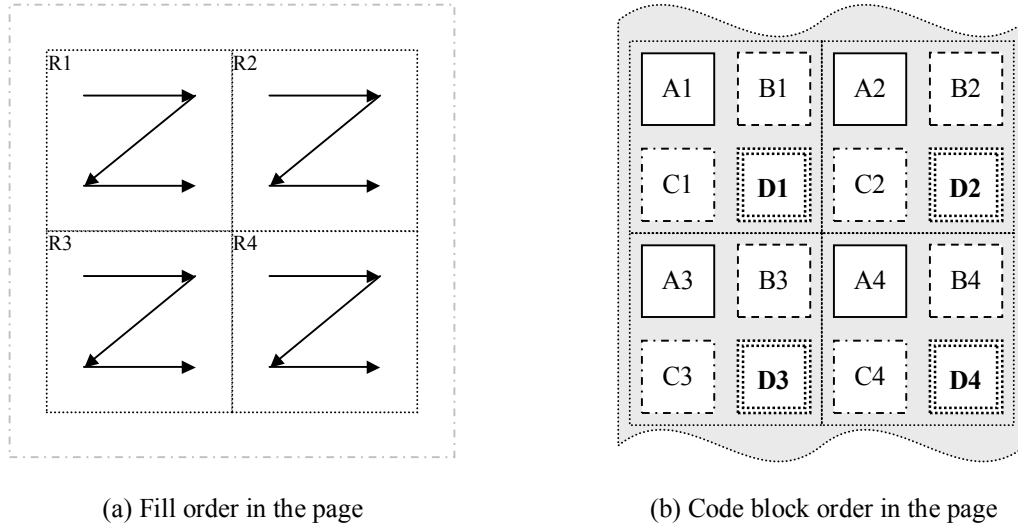 R1 R2
R3 R4
A1 B1 A2 B2
C1 D1 C2 D2
A3 B3 A4 B4
C3 D3 C4 D4
(a) Fill order in the page
(b) Code block order in the page